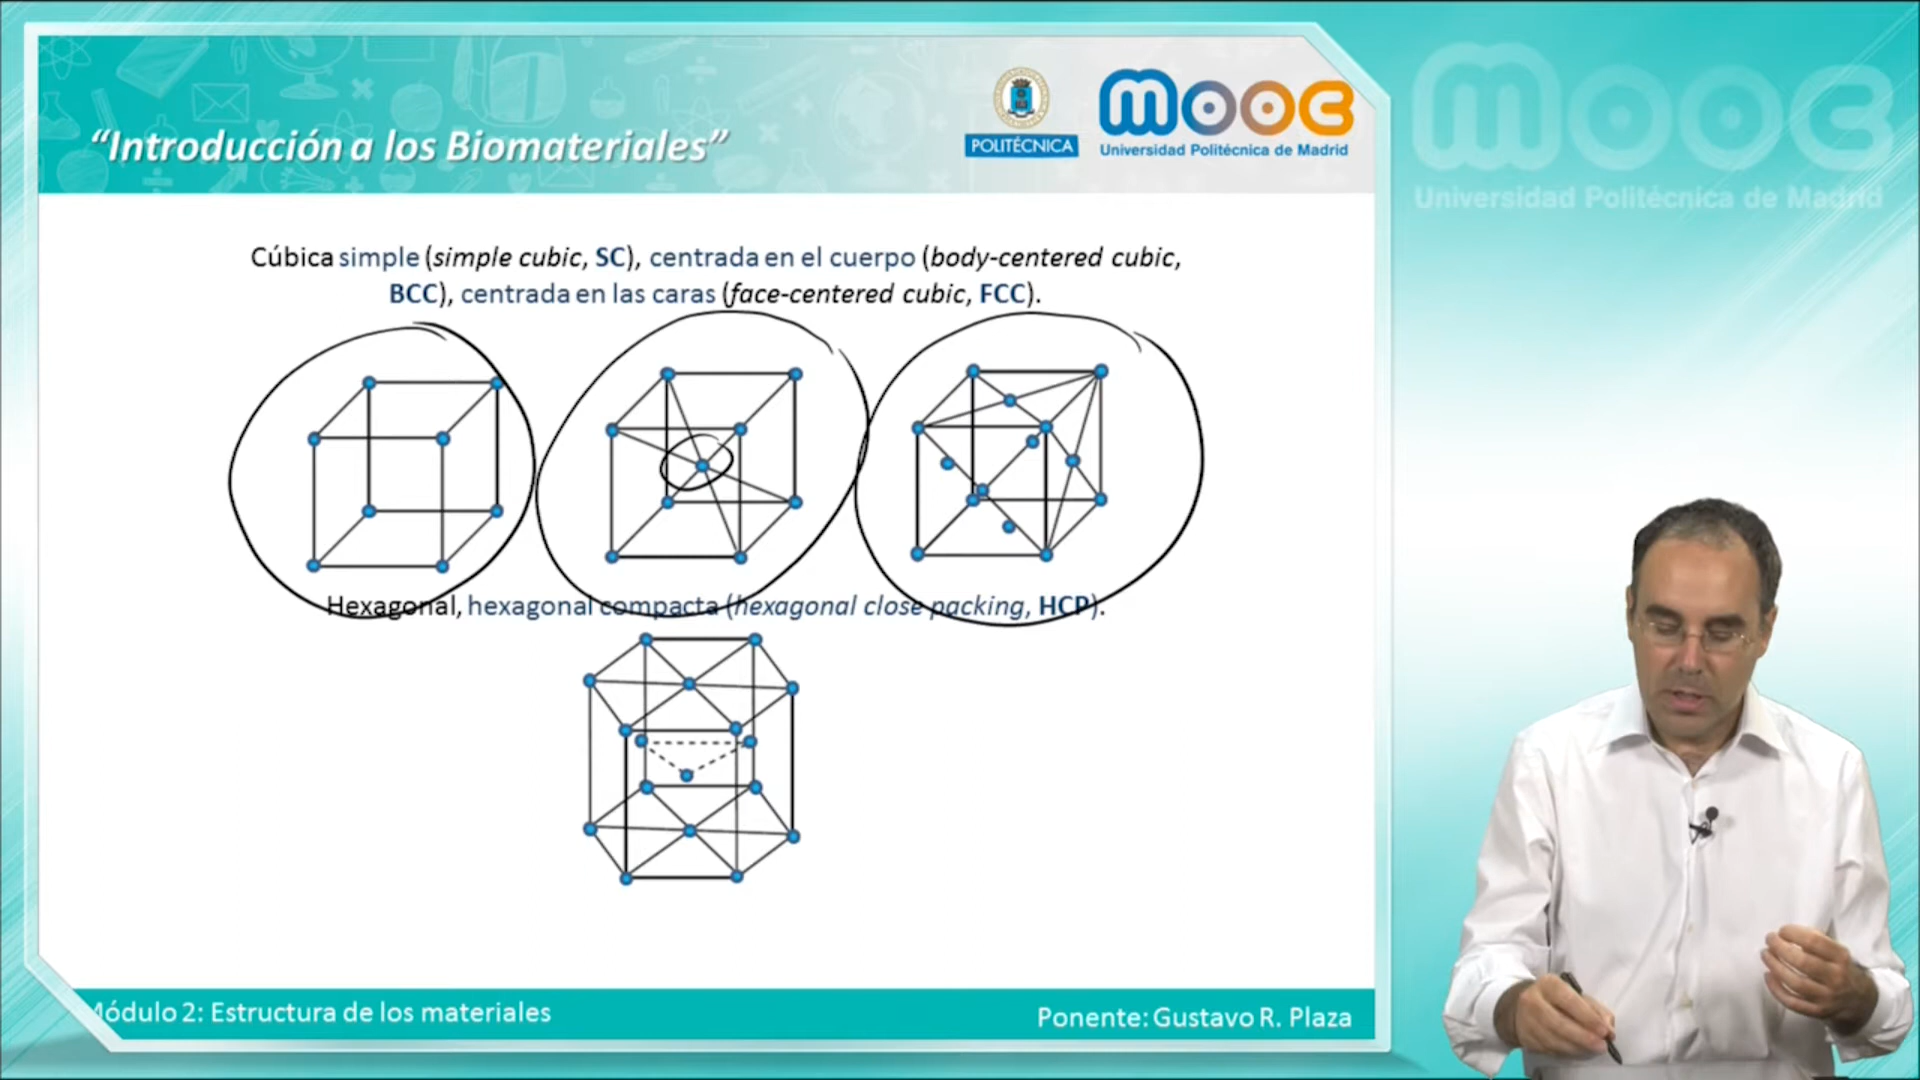 “Introducción a los Biomateriales”
POLITÉCNICA
mooc
Universidad Politécnica de Madrid
mooc
Universidad Politécnica de Madrid
Cúbica simple (simple cubic, SC), centrada en el cuerpo (body-centered cubic,
BCC), centrada en las caras (face-centered cubic, FCC).
Hexagonal, hexagonal compacta (hexagonal close packing, HCP).
Módulo 2: Estructura de los materiales
Ponente: Gustavo R. Plaza